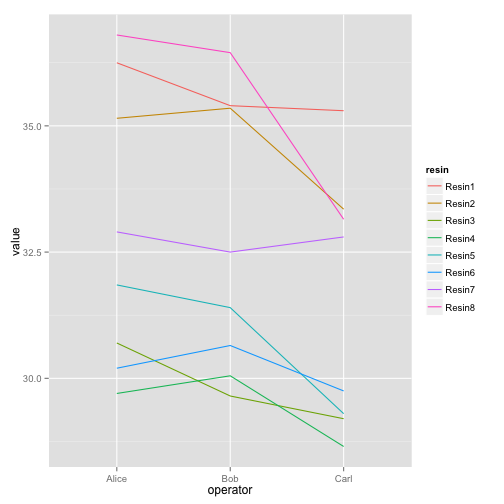 value
35.0
32.5
30.0
Alice
Bob
Carl
operator
resin
Resin1
Resin2
Resin3
Resin4
Resin5
Resin6
Resin7
Resin8